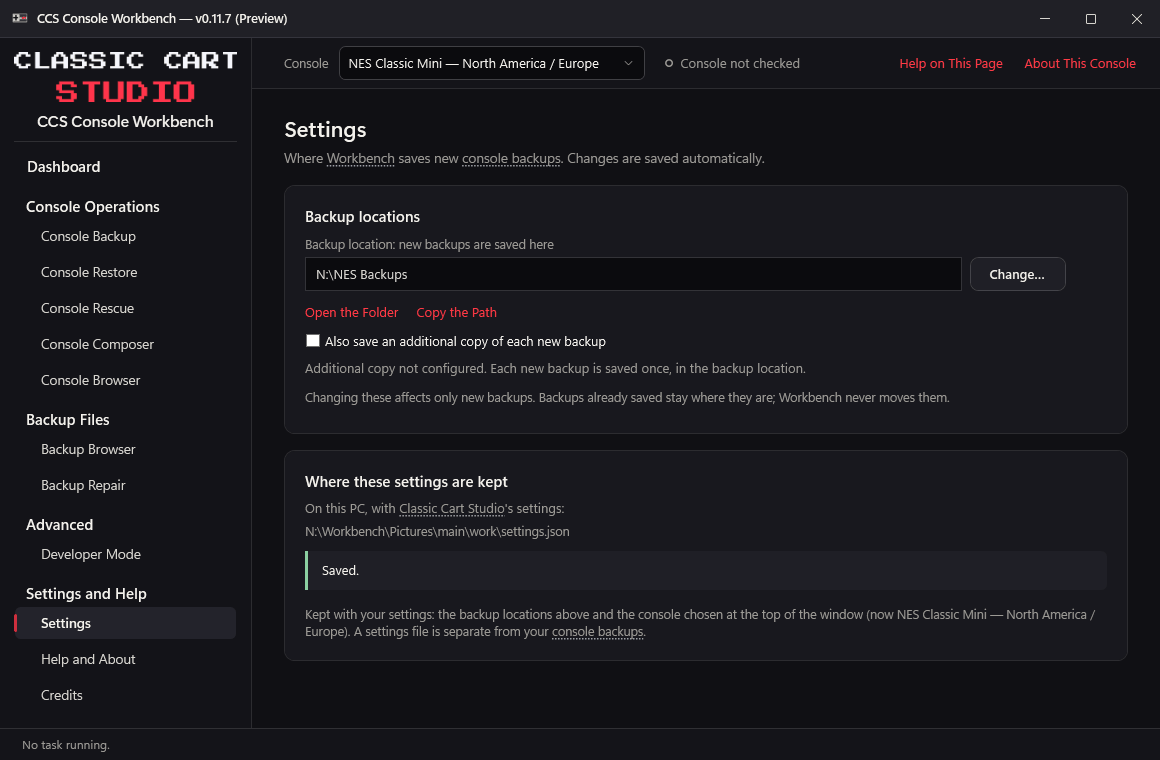 CCS Console Workbench — v0.11.7 (Preview)
CLASSIC CART
STUDIO
CCS Console Workbench
Dashboard
Console Operations
Console Backup
Console Restore
Console Rescue
Console Composer
Console Browser
Backup Files
Backup Browser
Backup Repair
Advanced
Developer Mode
Settings and Help
Settings
Help and About
Credits
Console
NES Classic Mini — North America / Europe
Console not checked
Help on This Page
About This Console
Settings
Where Workbench saves new console backups. Changes are saved automatically.
Backup locations
Backup location: new backups are saved here
N:\NES Backups
Change...
Open the Folder
Copy the Path
Also save an additional copy of each new backup
Additional copy not configured. Each new backup is saved once, in the backup location.
Changing these affects only new backups. Backups already saved stay where they are; Workbench never moves them.
Where these settings are kept
On this PC, with Classic Cart Studio's settings:
N:\Workbench\Pictures\main\work\settings.json
Saved.
Kept with your settings: the backup locations above and the console chosen at the top of the window (now NES Classic Mini — North America /
Europe). A settings file is separate from your console backups.
No task running.